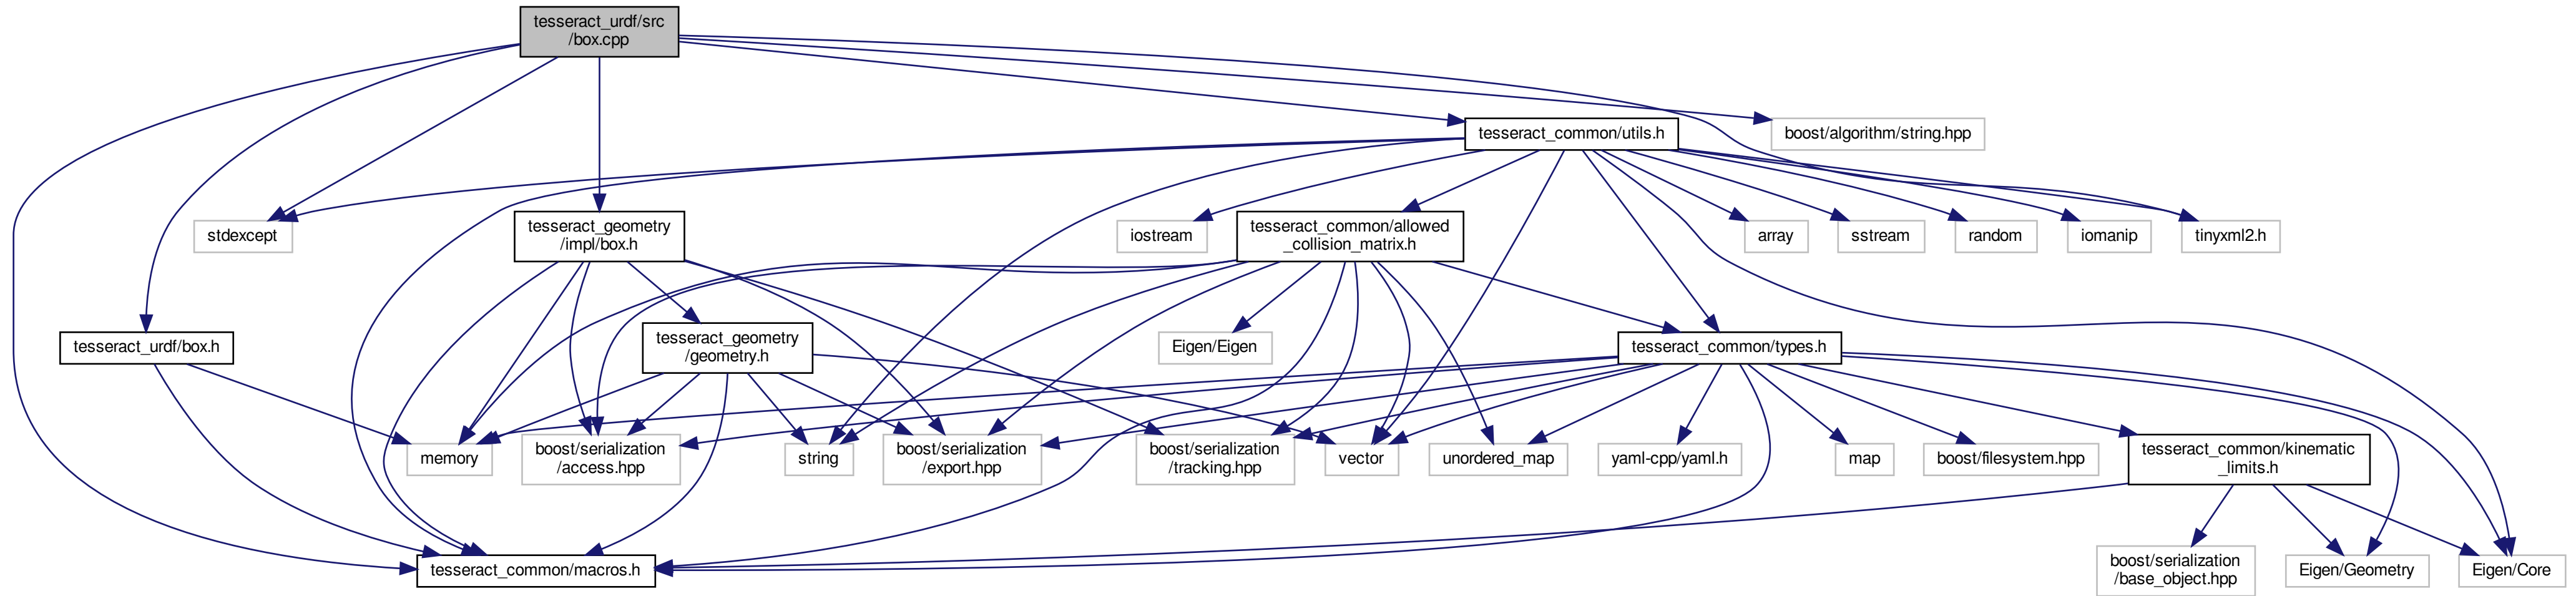 tesseract_urdf/src
/box.cpp
tesseract_common/utils.h
boost/algorithm/string.hpp
stdexcept
tesseract_geometry
/impl/box.h
iostream
tesseract_common/allowed
_collision_matrix.h
array
sstream
random
iomanip
tinyxml2.h
tesseract_urdf/box.h
tesseract_geometry
/geometry.h
Eigen/Eigen
tesseract_common/types.h
memory
boost/serialization
/access.hpp
string
boost/serialization
/export.hpp
boost/serialization
/tracking.hpp
vector
unordered_map
yaml-cpp/yaml.h
map
boost/filesystem.hpp
tesseract_common/kinematic
_limits.h
tesseract_common/macros.h
boost/serialization
/base_object.hpp
Eigen/Geometry
Eigen/Core